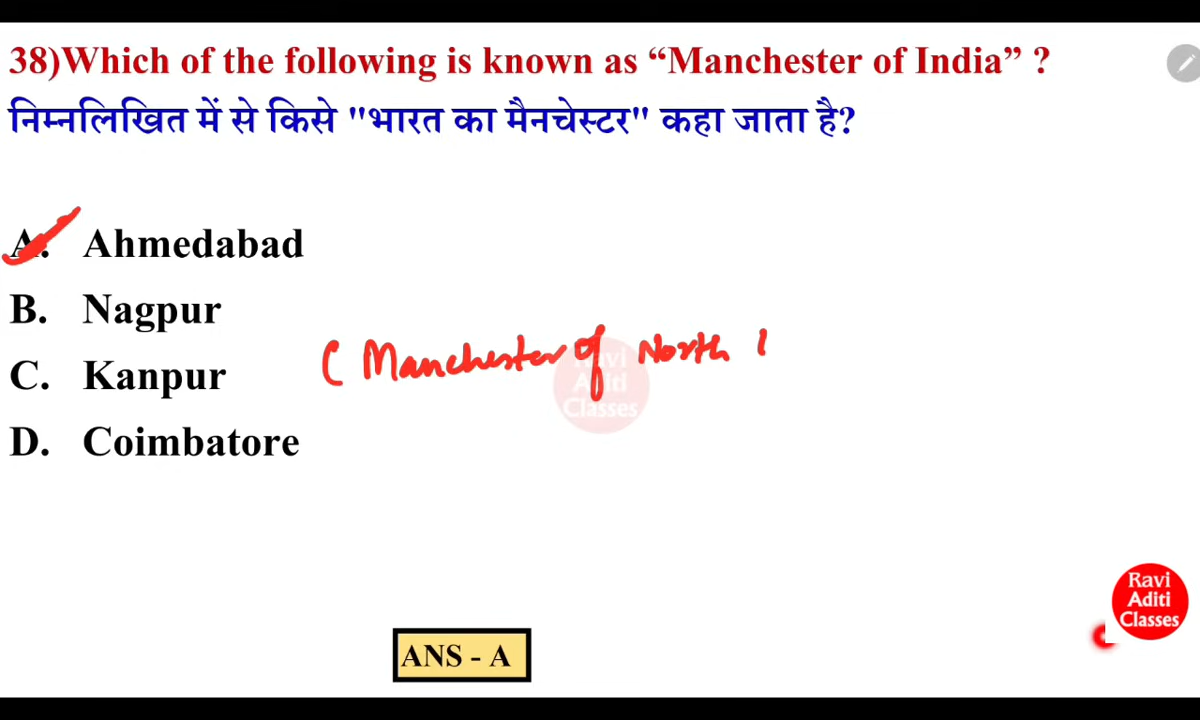 38)Which of the following is known as “Manchester of India” ?
निम्नलिखित में से किसे "भारत का मैनचेस्टर" कहा जाता है?
A. Ahmedabad
B. Nagpur
C. Kanpur
( Manchester of North I
D. Coimbatore
Ravi
Aditi
Classes
ANS - A
Ravi
Aditi
Classes